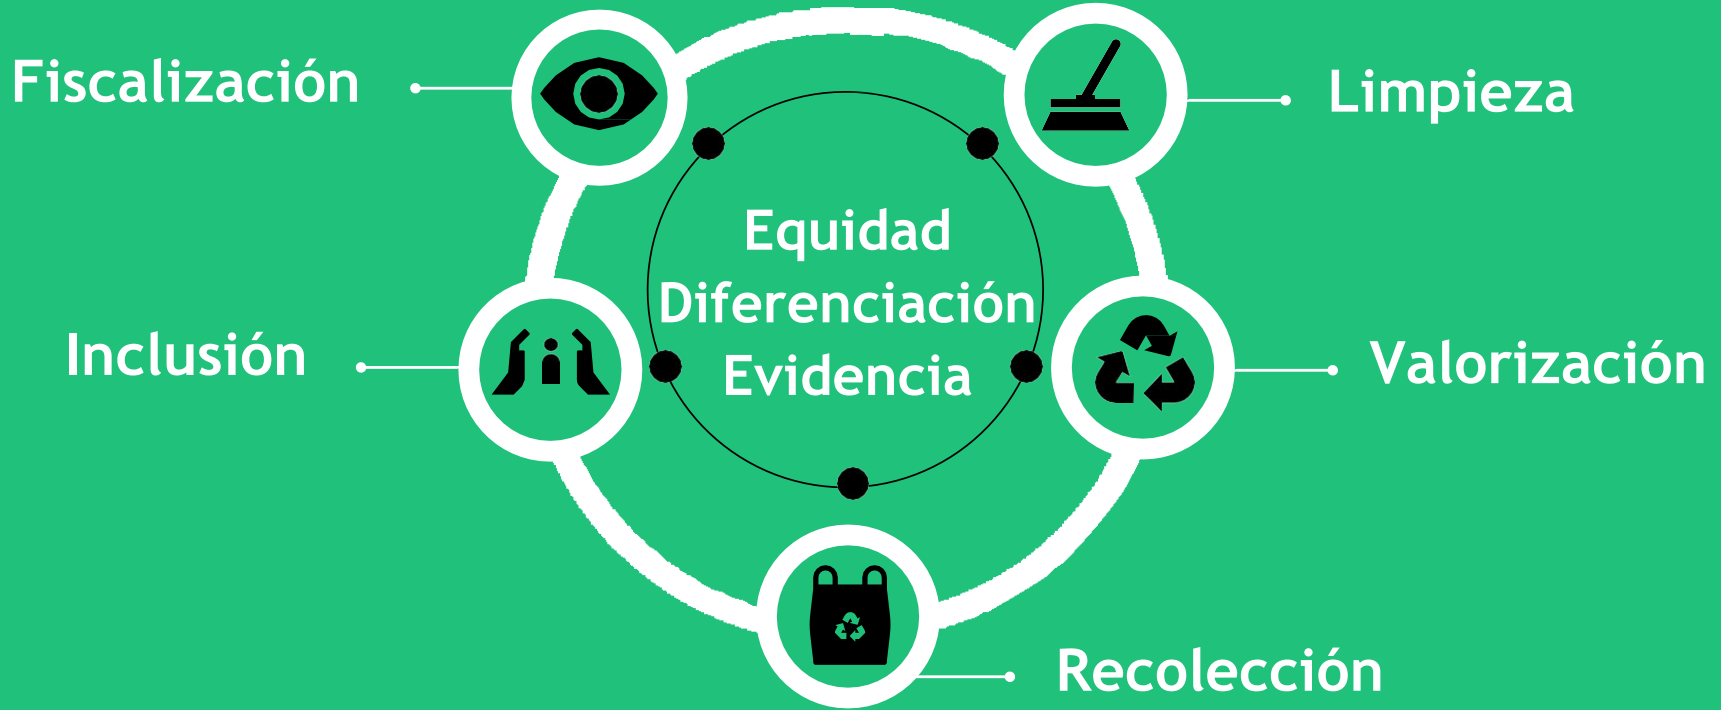 Fiscalización
Limpieza
Equidad
Diferenciación
Evidencia
Inclusión
Valorización
Recolección